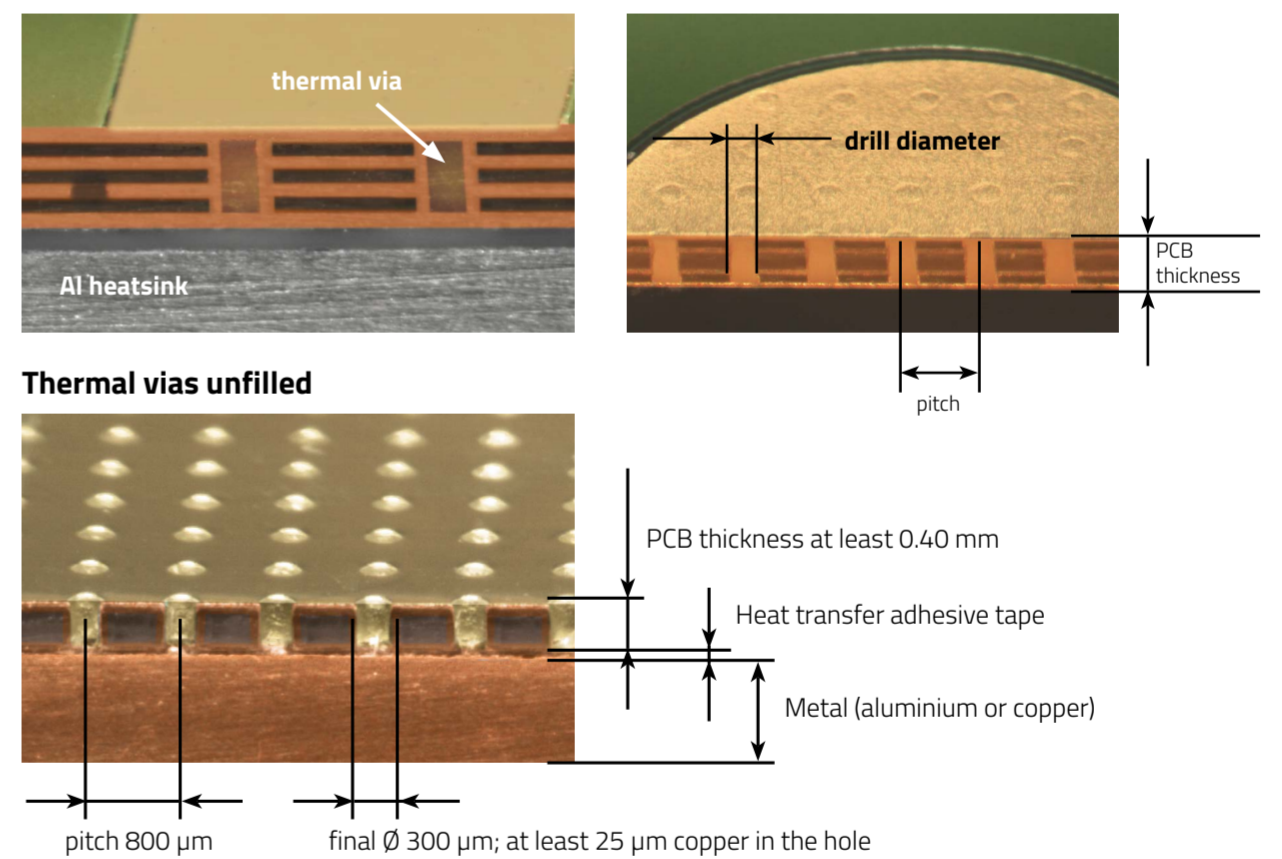 thermal via
Al heatsink
drill diameter
PCB
thickness
pitch
Thermal vias unfilled
PCB thickness at least 0.40 mm
Heat transfer adhesive tape
Metal (aluminium or copper)
pitch 800 µm
final Ø 300 µm; at least 25 µm copper in the hole